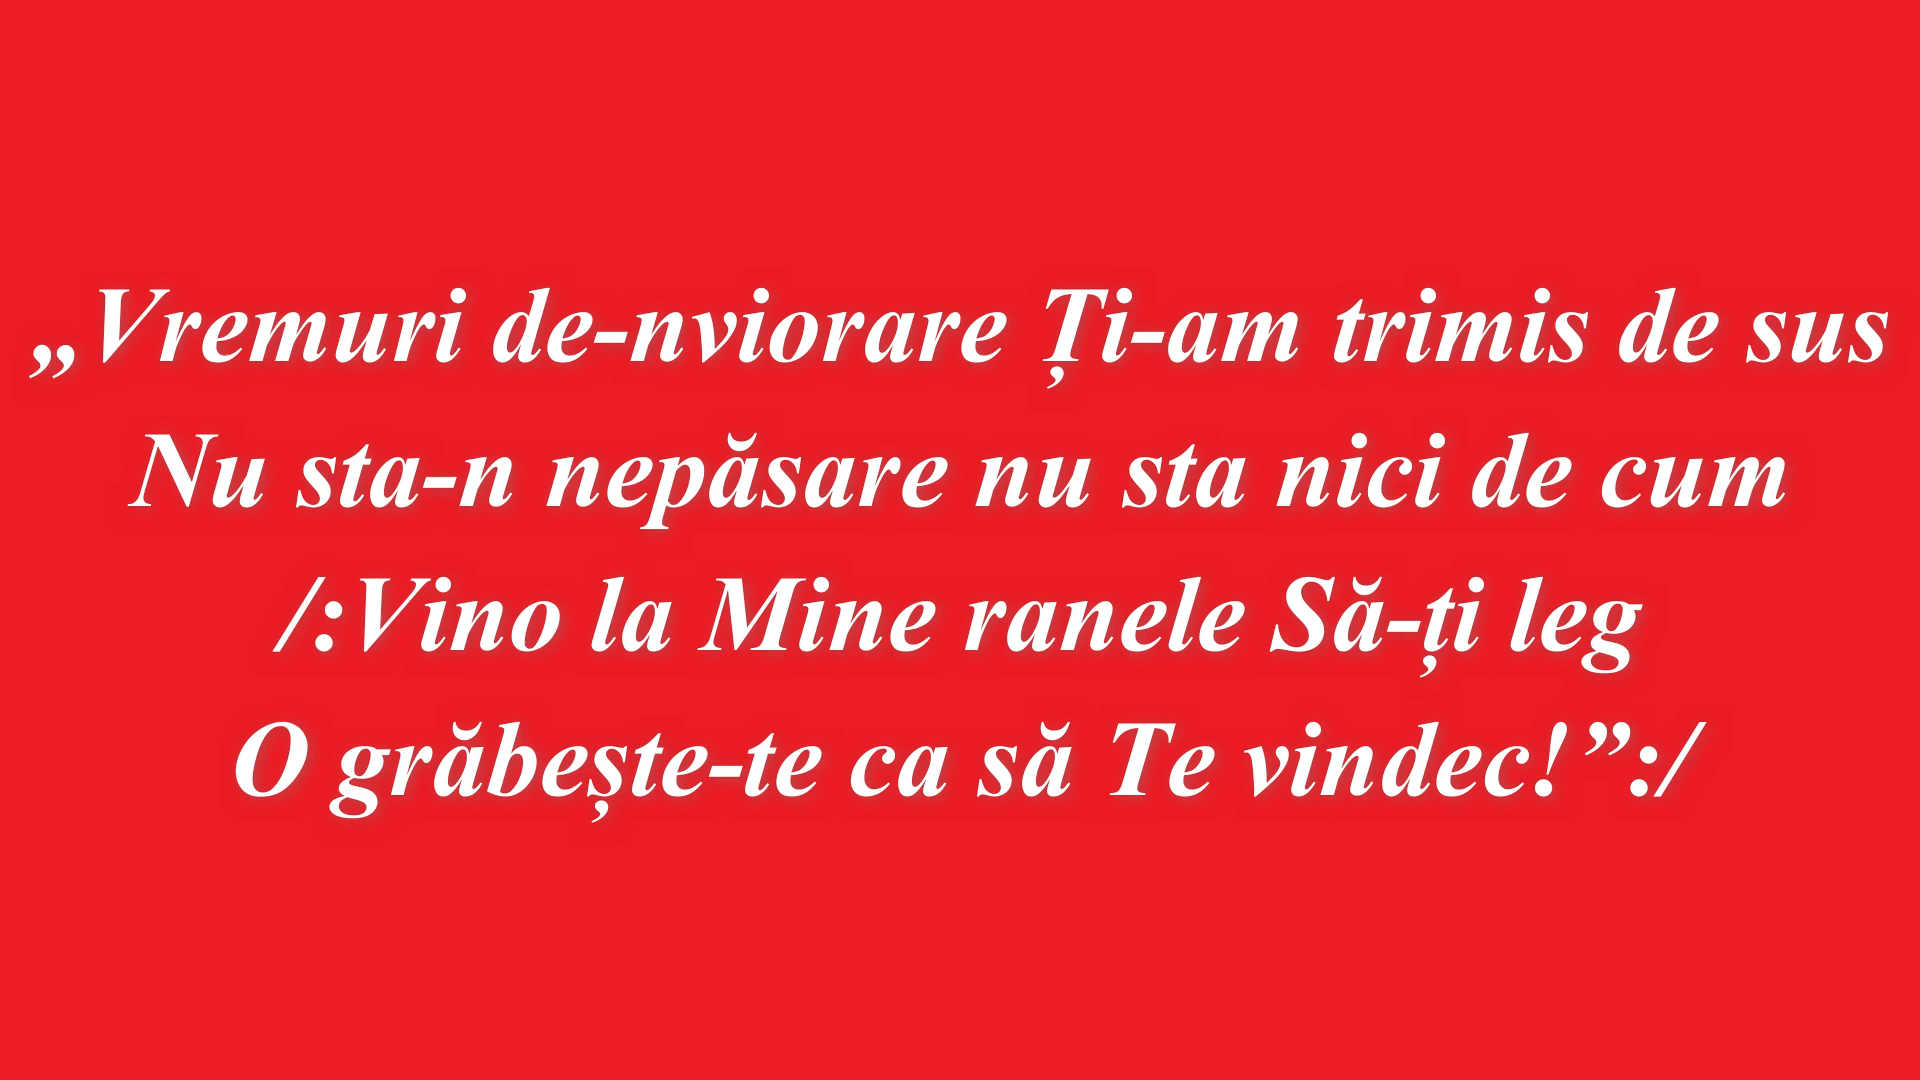 „Vremuri de-nviorare Ți-am trimis de sus
Nu sta-n nepăsare nu sta nici de cum
/:Vino la Mine ranele Să-ți leg
O grăbește-te ca să Te vindec!”:/